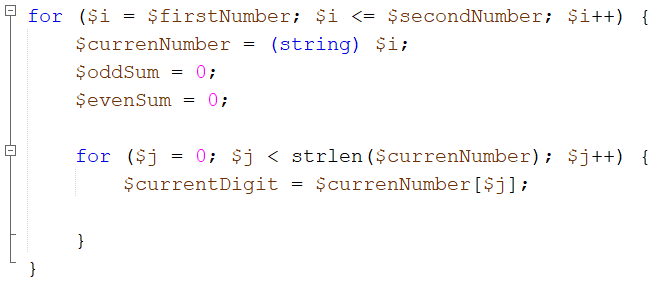 for ($i = $firstNumber; $i <= $secondNumber; $i++) {
$currenNumber = (string) $i;
$oddSum = 0;
$evenSum = 0;
for ($j = 0; $j < strlen($currenNumber); $j++) {
$currentDigit = $currenNumber[$j];
}
}